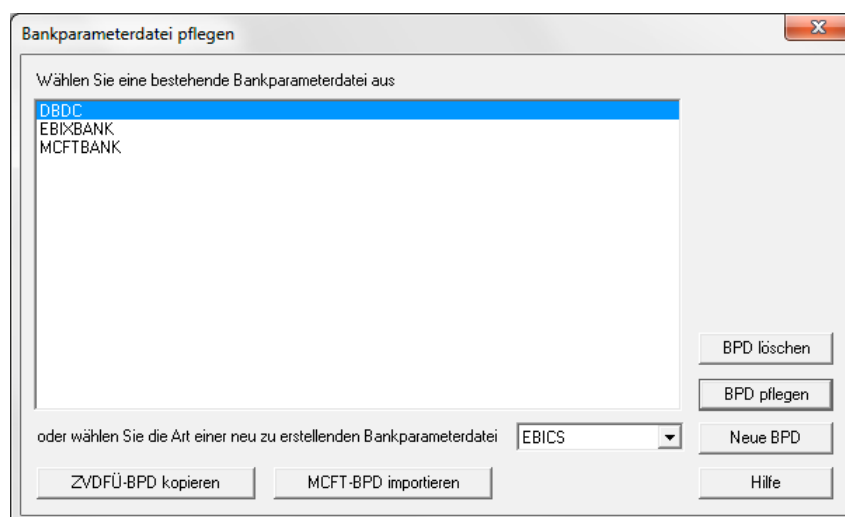 Bankparameterdatei pflegen
Wählen Sie eine bestehende Bankparameterdatei aus
DBDC
EBIXBANK
MCFTBANK
BPD löschen
BPD pflegen
oder wählen Sie die Art einer neu zu erstellenden Bankparameterdatei EBICS Neue BPD
ZVDFÜ-BPD kopieren MCFT-BPD importieren Hilfe